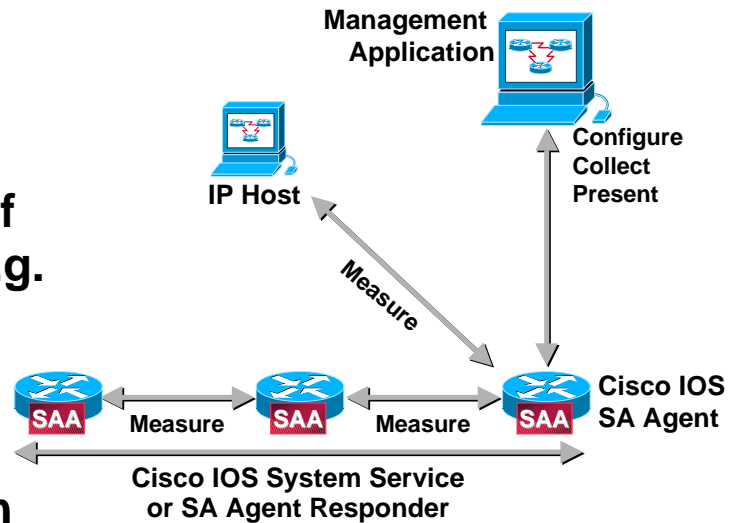 Management
Application
Configure
Collect
Present
IP Host
f
.g.
Measure
SAA
Measure
SAA
Measure
SAA
Cisco IOS
SA Agent
Cisco IOS System Service
or SA Agent Responder